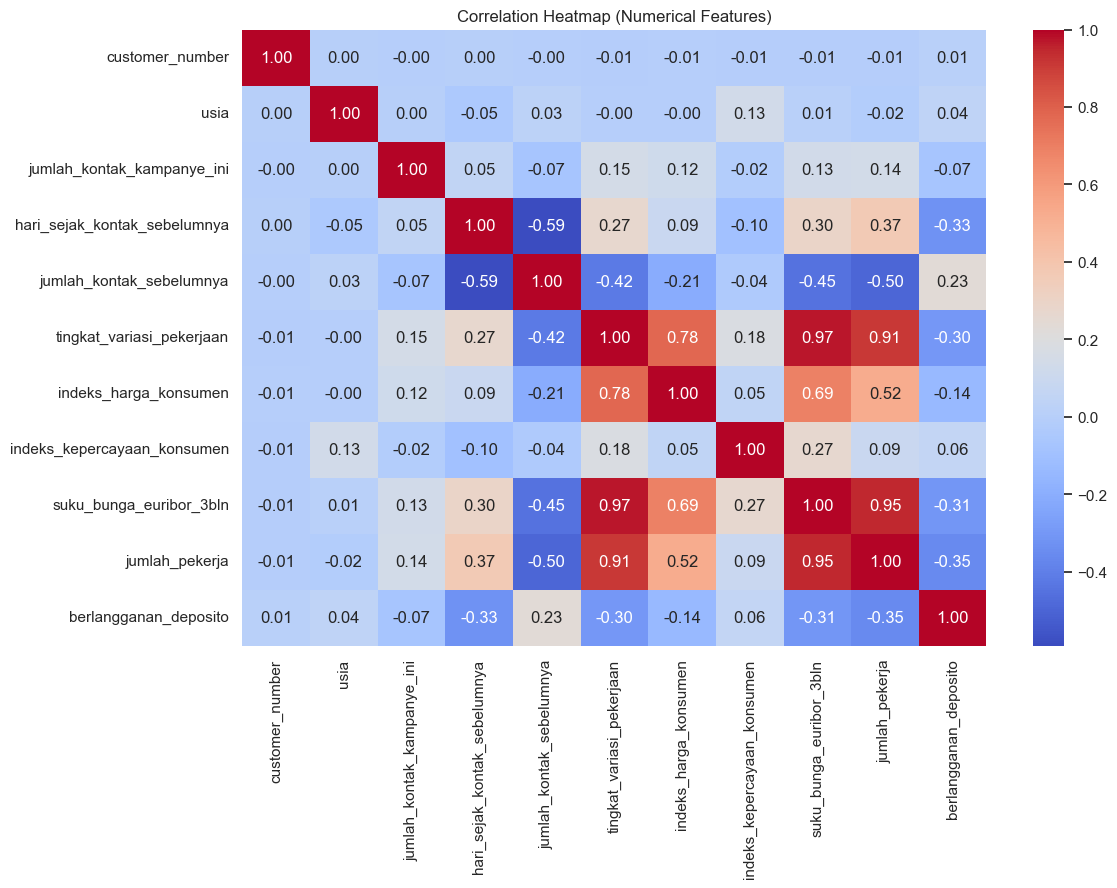 Correlation Heatmap (Numerical Features)
customer_number 1.00 0.00 -0.00 0.00 -0.00 -0.01 -0.01 -0.01 -0.01 -0.01 0.01
usia 0.00 1.00 0.00 -0.05 0.03 -0.00 -0.00 0.13 0.01 -0.02 0.04
jumlah_kontak_kampanye_ini -0.00 0.00 1.00 0.05 -0.07 0.15 0.12 -0.02 0.13 0.14 -0.07
hari_sejak_kontak_sebelumnya 0.00 -0.05 0.05 1.00 -0.59 0.27 0.09 -0.10 0.30 0.37 -0.33
jumlah_kontak_sebelumnya -0.00 0.03 -0.07 -0.59 1.00 -0.42 -0.21 -0.04 -0.45 -0.50 0.23
tingkat_variasi_pekerjaan -0.01 -0.00 0.15 0.27 -0.42 1.00 0.78 0.18 0.97 0.91 -0.30
indeks_harga_konsumen -0.01 -0.00 0.12 0.09 -0.21 0.78 1.00 0.05 0.69 0.52 -0.14
indeks_kepercayaan_konsumen -0.01 0.13 -0.02 -0.10 -0.04 0.18 0.05 1.00 0.27 0.09 0.06
suku_bunga_euribor_3bln -0.01 0.01 0.13 0.30 -0.45 0.97 0.69 0.27 1.00 0.95 -0.31
jumlah_pekerja -0.01 -0.02 0.14 0.37 -0.50 0.91 0.52 0.09 0.95 1.00 -0.35
berlangganan_deposito 0.01 0.04 -0.07 -0.33 0.23 -0.30 -0.14 0.06 -0.31 -0.35 1.00
customer_number
usia
jumlah_kontak_kampanye_ini
hari_sejak_kontak_sebelumnya
jumlah_kontak_sebelumnya
tingkat_variasi_pekerjaan
indeks_harga_konsumen
indeks_kepercayaan_konsumen
suku_bunga_euribor_3bln
jumlah_pekerja
berlangganan_deposito
1.0
0.8
0.6
0.4
0.2
0.0
−0.2
−0.4